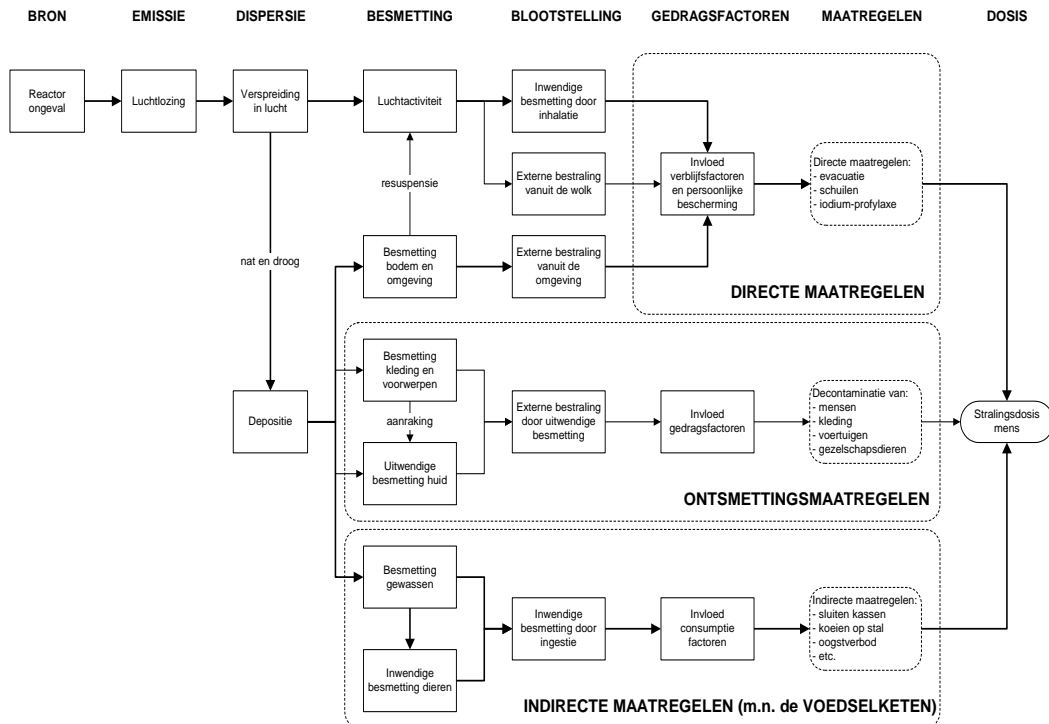 BRON
EMISSIE
DISPERSIE
BESMETTING
BLOOTSTELLING
GEDRAGSFACTOREN
MAATREGELEN
DOSIS
Reactor
ongeval
Luchtlozing
Verspreiding
in lucht
Luchtactiviteit
Inwendige
besmetting door
inhalatie
Externe bestraling
vanuit de wolk
Invloed
verblijfsfactoren
en persoonlijke
bescherming
Directe maatregelen:
- evacuatie
- schuilen
- iodium-profylaxe
resuspensie
nat en droog
Besmetting
bodem en
omgeving
Externe bestraling
vanuit de
omgeving
DIRECTE MAATREGELEN
Depositie
Besmetting
kleding en
voorwerpen
aanraking
Uitwendige
besmetting huid
Externe bestraling
door uitwendige
besmetting
Invloed
gedragsfactoren
Decontaminatie van:
- mensen
- kleding
- voertuigen
- gezelschapsdieren
Stralingsdosis
mens
ONTSMETTINGSMAATREGELEN
Besmetting
gewassen
Inwendige
besmetting dieren
Inwendige
besmetting door
ingestie
Invloed
consumptie
factoren
Indirecte maatregelen:
- sluiten kassen
- koeien op stal
- oogstverbod
- etc.
INDIRECTE MAATREGELEN (m.n. de VOEDSELKETEN)